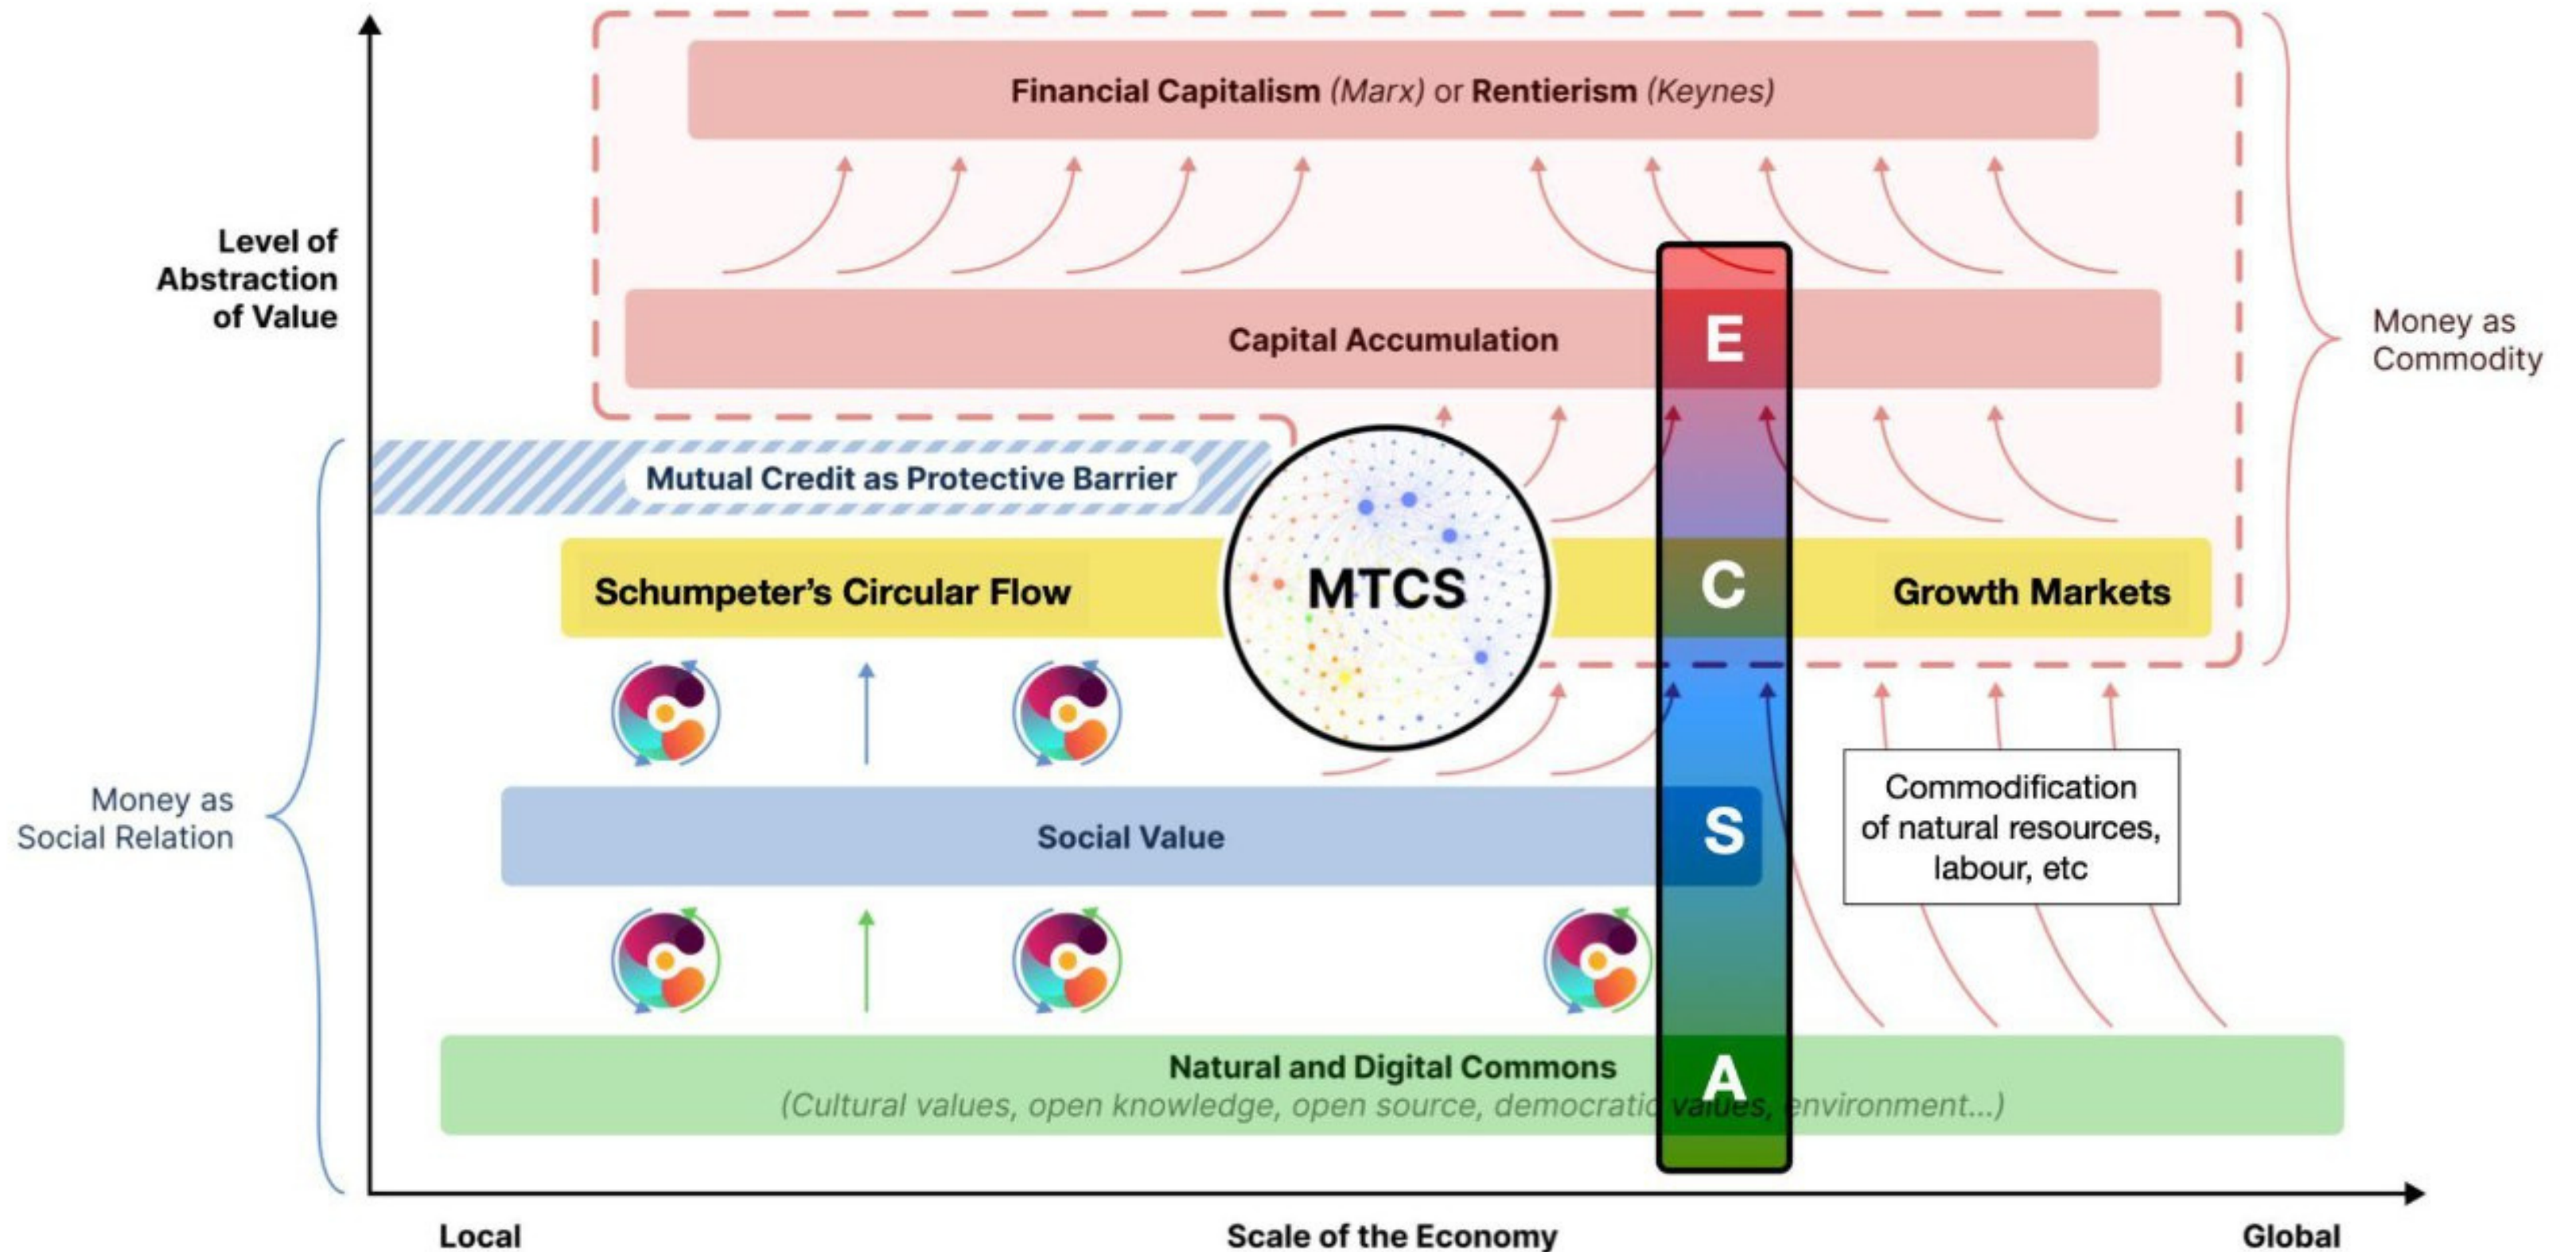 Financial Capitalism (Marx) or Rentierism (Keynes)
Level of
Abstraction
of Value
Capital Accumulation
E
Money as
Commodity
Mutual Credit as Protective Barrier
Schumpeter's Circular Flow
MTCS
C
Growth Markets
Money as
Social Relation
Social Value
S
Commodification
of natural resources,
labour, etc
Natural and Digital Commons
(Cultural values, open knowledge, open source, democratic values, environment...)
A
Local
Scale of the Economy
Global